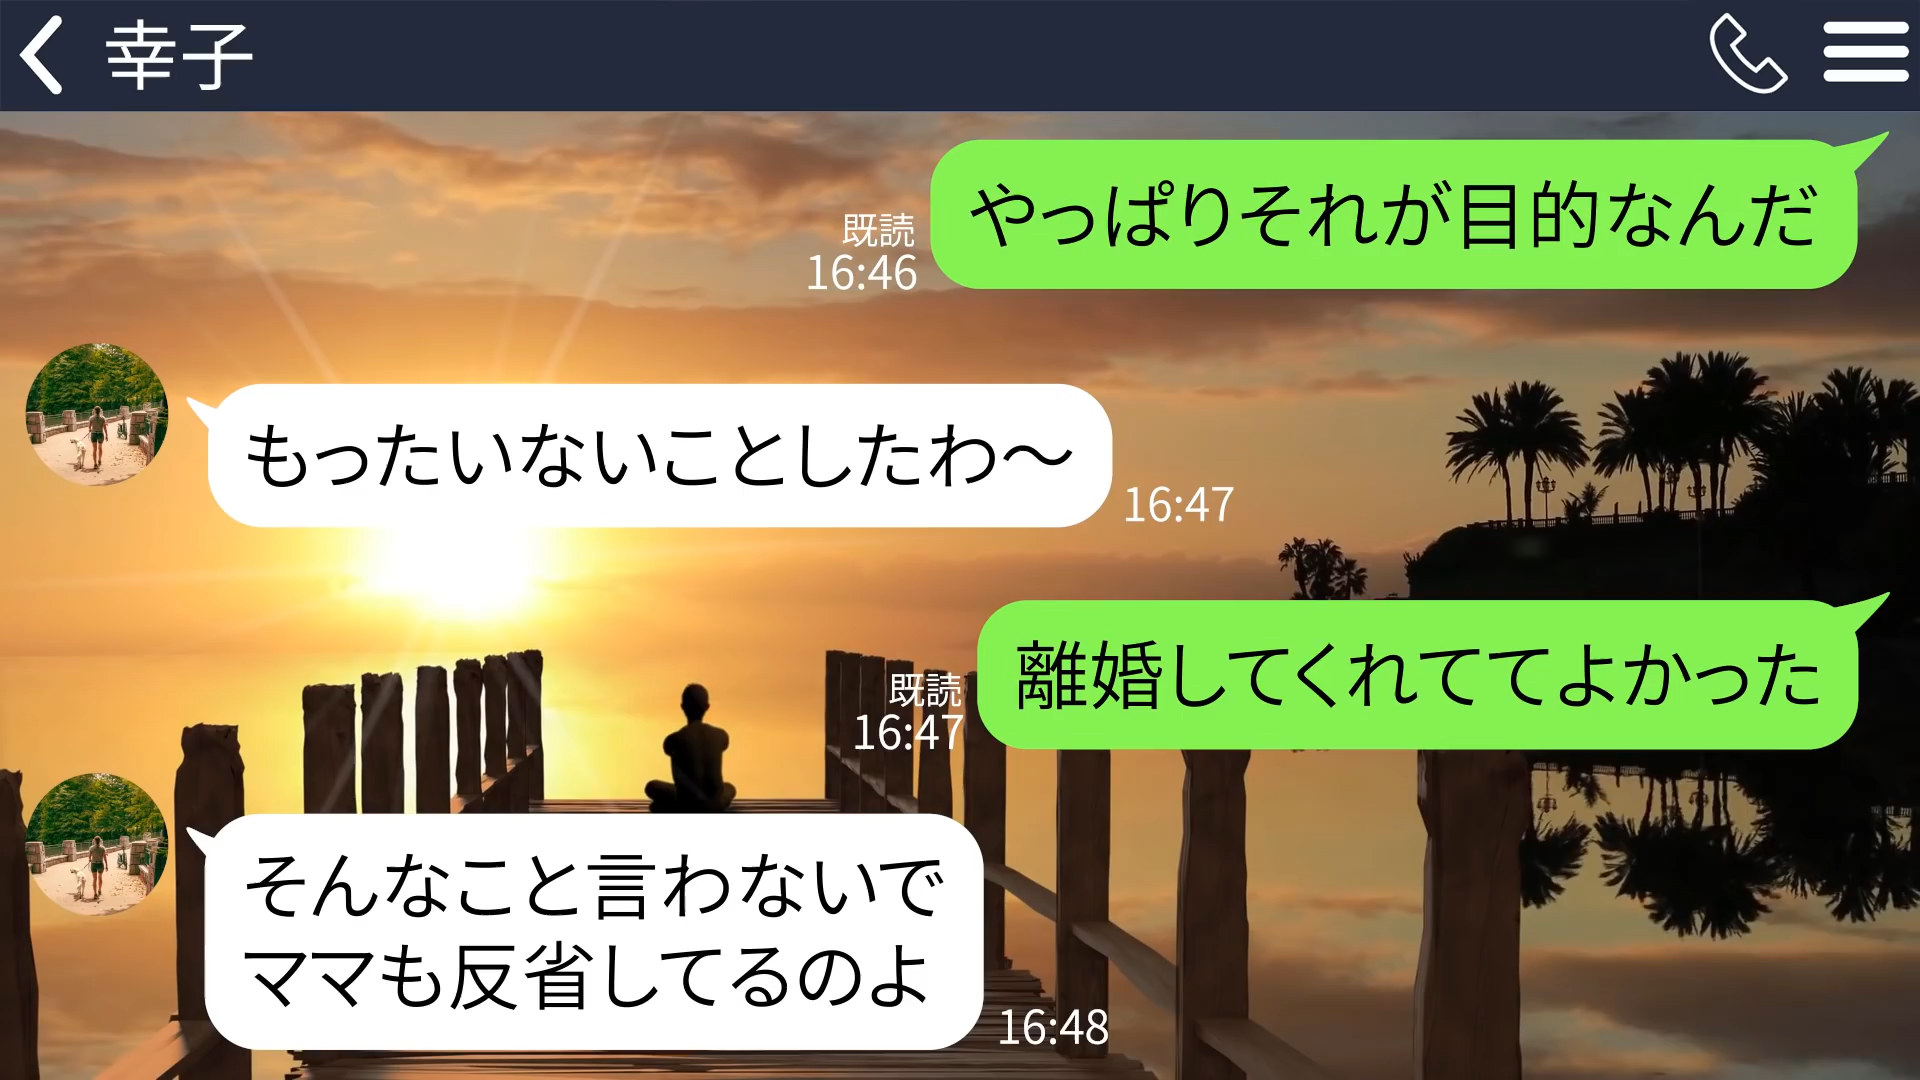 幸子
やっぱりそれが目的なんだ
既読
16:46
もったいないことしたわ〜
16:47
離婚してくれててよかった
既読
16:47
そんなこと言わないで
ママも反省してるのよ
16:48